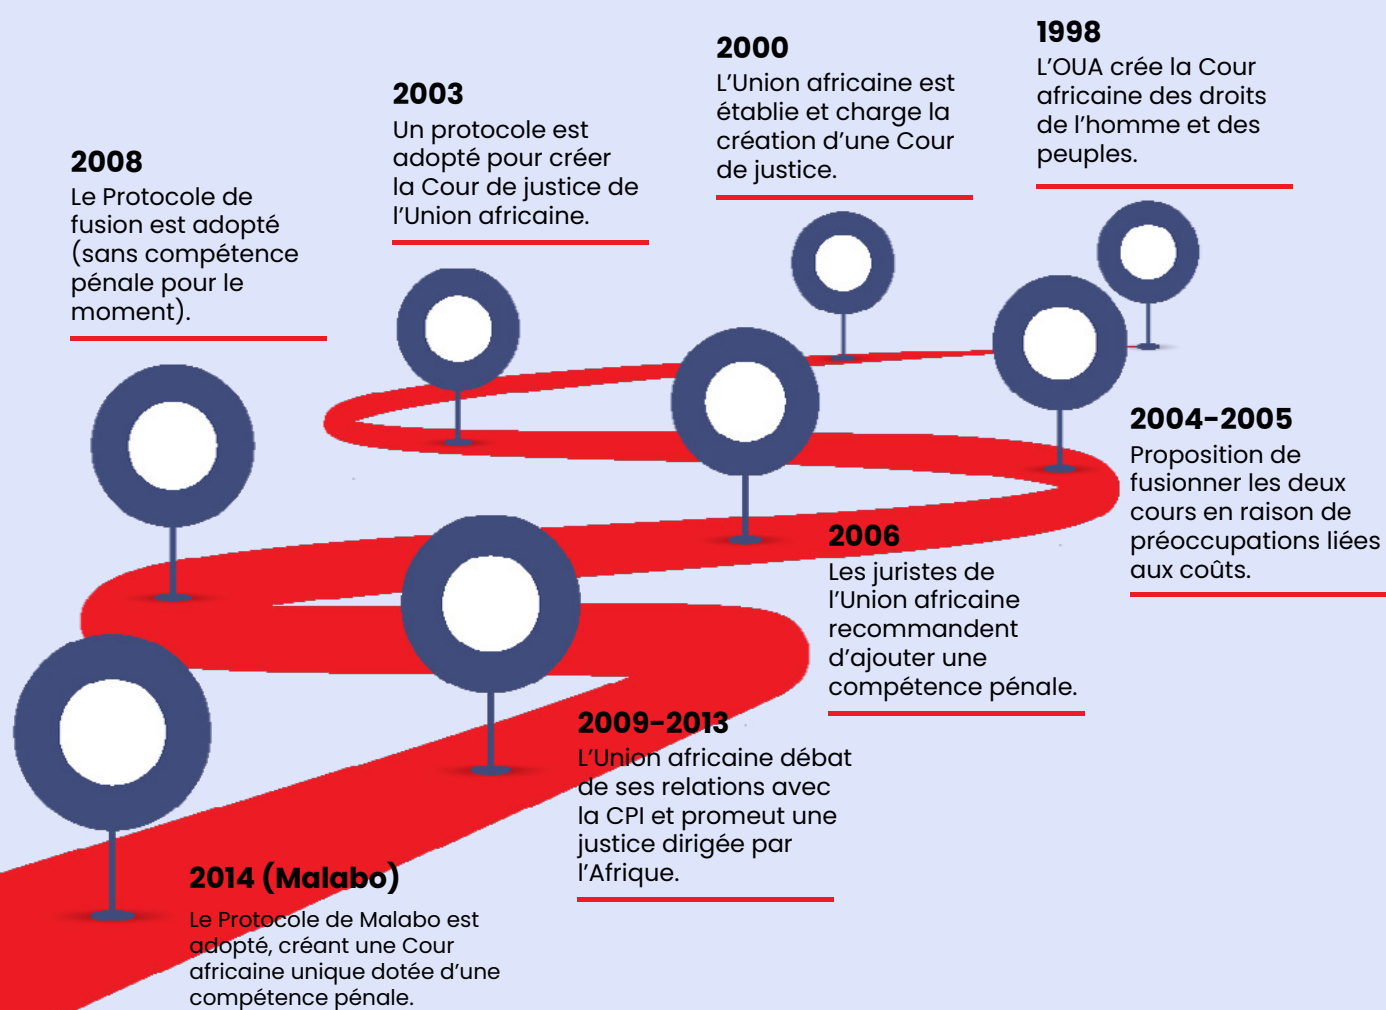 1998
L'OUA crée la Cour
africaine des droits
de l'homme et des
peuples.
2000
L'Union africaine est
établie et charge la
création d'une Cour
de justice.
2003
Un protocole est
adopté pour créer
la Cour de justice de
l'Union africaine.
2004-2005
Proposition de
fusionner les deux
cours en raison de
préoccupations liées
aux coûts.
2006
Les juristes de
l'Union africaine
recommandent
d'ajouter une
compétence pénale.
2008
Le Protocole de
fusion est adopté
(sans compétence
pénale pour le
moment).
2009-2013
L'Union africaine débat
de ses relations avec
la CPI et promeut une
justice dirigée par
l'Afrique.
2014 (Malabo)
Le Protocole de Malabo est
adopté, créant une Cour
africaine unique dotée d'une
compétence pénale.